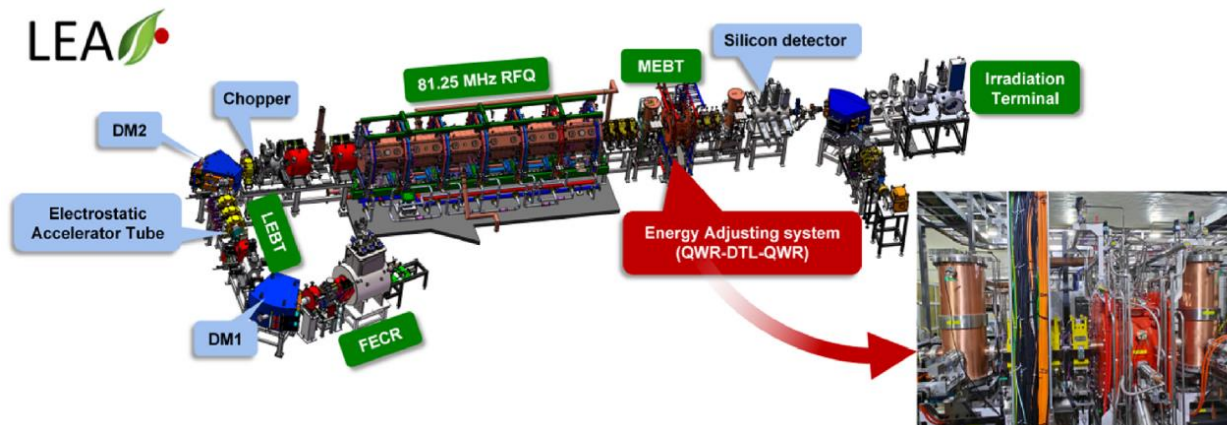 LEA
81.25 MHz RFQ
MEBT
Silicon detector
Irradiation
Terminal
Chopper
DM2
Electrostatic
Accelerator Tube
LEBT
DM1
FECR
Energy Adjusting system
(QWR-DTL-QWR)